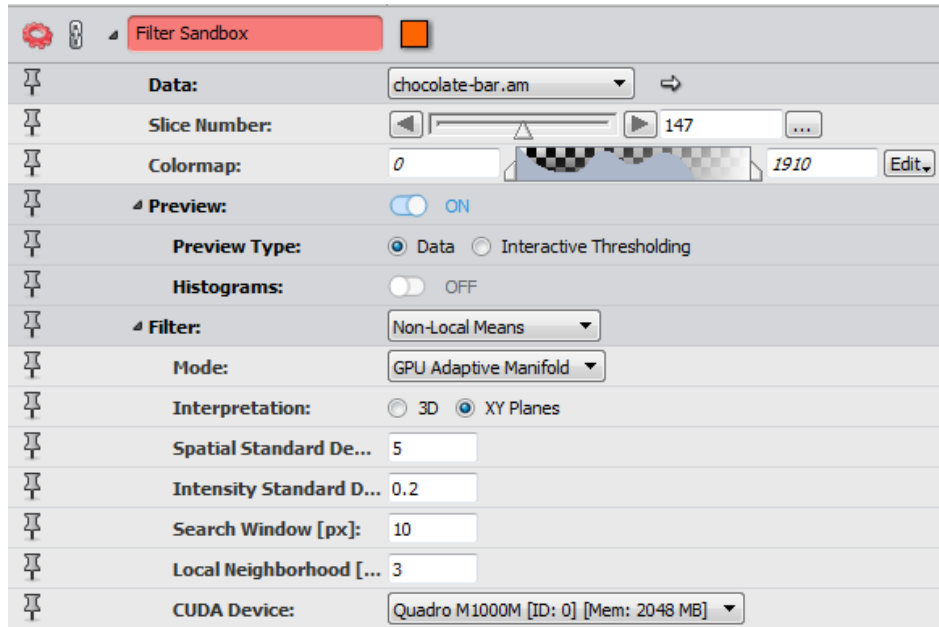 Filter Sandbox
Data: chocolate-bar.am
Slice Number: 147 ...
Colormap: 0 1910 Edit
Preview: ON
Preview Type: Data Interactive Thresholding
Histograms: OFF
Filter: Non-Local Means
Mode: GPU Adaptive Manifold
Interpretation: 3D XY Planes
Spatial Standard De... 5
Intensity Standard D... 0.2
Search Window [px]: 10
Local Neighborhood [... 3
CUDA Device: Quadro M1000M [ID: 0] [Mem: 2048 MB]